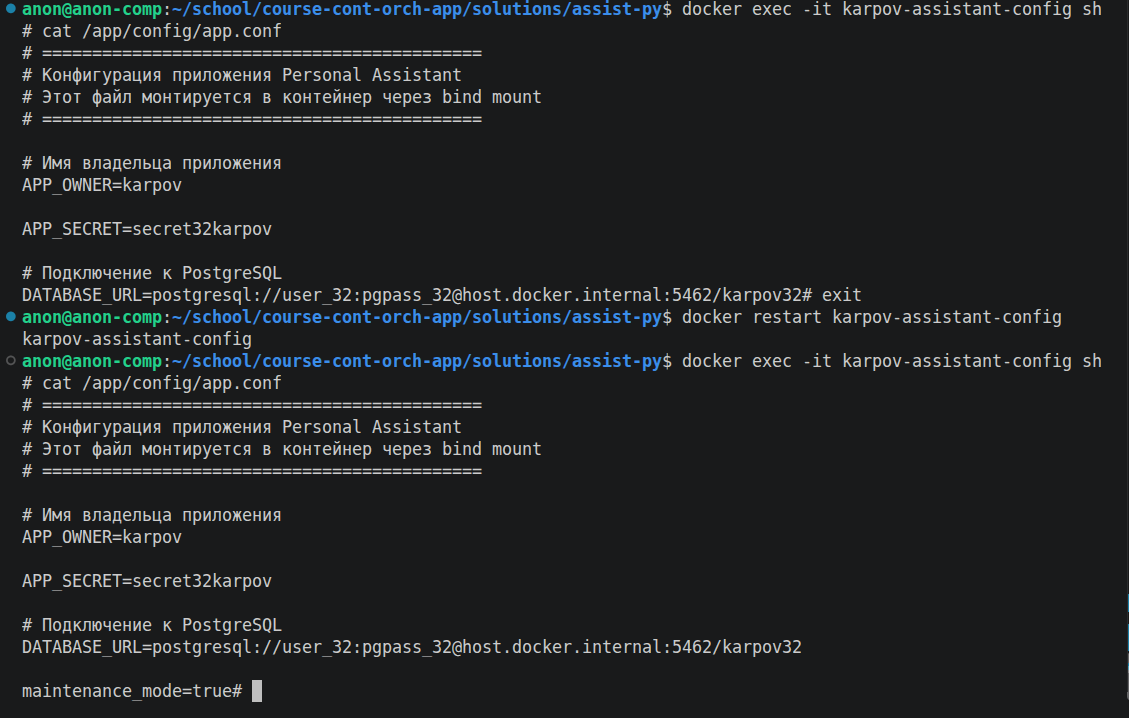 anon@anon-comp:~/school/course-cont-orch-app/solutions/assist-py$ docker exec -it karpov-assistant-config sh
# cat /app/config/app.conf
# ============================================
# Конфигурация приложения Personal Assistant
# Этот файл монтируется в контейнер через bind mount
# ============================================
# Имя владельца приложения
APP_OWNER=karpov
APP_SECRET=secret32karpov
# Подключение к PostgreSQL
DATABASE_URL=postgresql://user_32:pgpass_32@host.docker.internal:5462/karpov32# exit
anon@anon-comp:~/school/course-cont-orch-app/solutions/assist-py$ docker restart karpov-assistant-config
karpov-assistant-config
anon@anon-comp:~/school/course-cont-orch-app/solutions/assist-py$ docker exec -it karpov-assistant-config sh
# cat /app/config/app.conf
# ============================================
# Конфигурация приложения Personal Assistant
# Этот файл монтируется в контейнер через bind mount
# ============================================
# Имя владельца приложения
APP_OWNER=karpov
APP_SECRET=secret32karpov
# Подключение к PostgreSQL
DATABASE_URL=postgresql://user_32:pgpass_32@host.docker.internal:5462/karpov32
maintenance_mode=true#